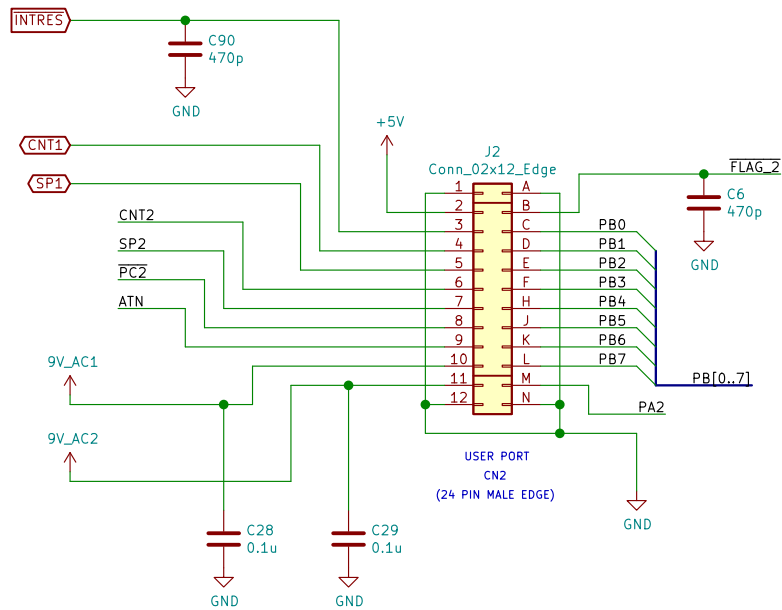 INTRES
C90
470p
GND
+5V
CNT1
J2
Conn_02x12_Edge
FLAG_2
SP1
C6
470p
GND
CNT2
SP2
PC2
ATN
1 A
2 B
3 C PB0
4 D PB1
5 E PB2
6 F PB3
7 H PB4
8 J PB5
9 K PB6
10 L PB7
11 M
12 N
PB[0..7]
PA2
9V_AC1
9V_AC2
USER PORT
CN2
(24 PIN MALE EDGE)
GND
C28
0.1u
GND
C29
0.1u
GND